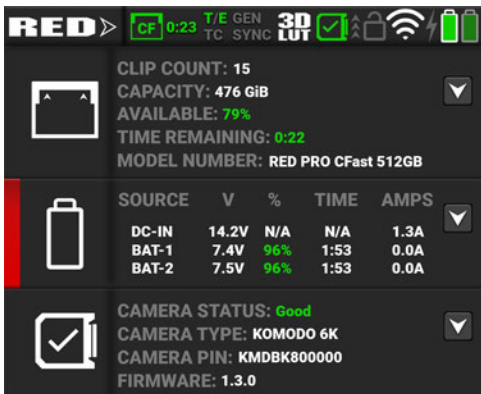 RED CF 0:23 T/E GEN 3D
TC SYNC LUT
CLIP COUNT: 15
CAPACITY: 476 GiB
AVAILABLE: 79%
TIME REMAINING: 0:22
MODEL NUMBER: RED PRO CFast 512GB
SOURCE V % TIME AMPS
DC-IN 14.2V N/A N/A 1.3A
BAT-1 7.4V 96% 1:53 0.0A
BAT-2 7.5V 96% 1:53 0.0A
CAMERA STATUS: Good
CAMERA TYPE: KOMODO 6K
CAMERA PIN: KMDBK800000
FIRMWARE: 1.3.0